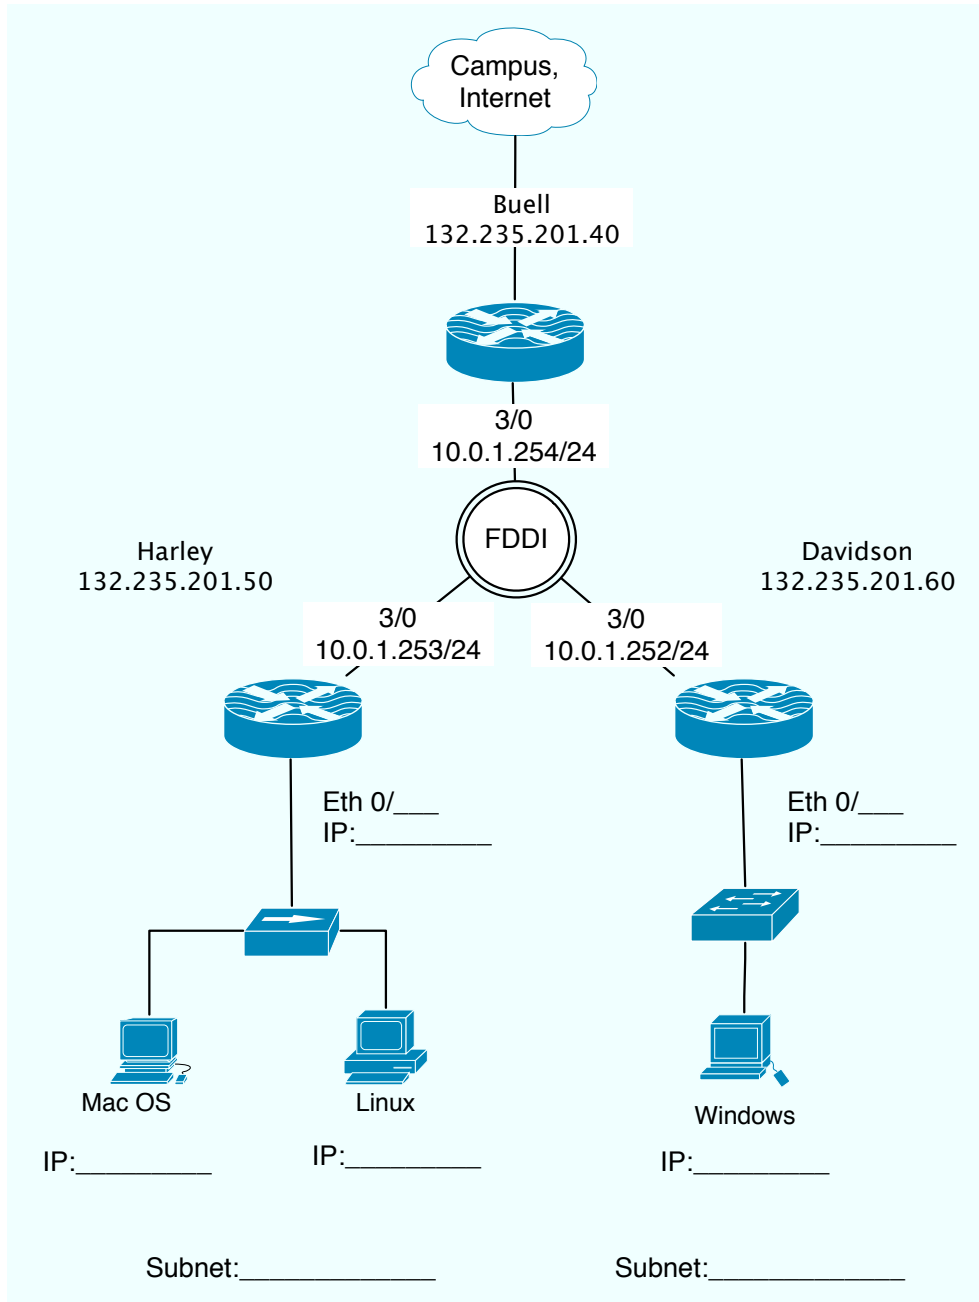 Campus,
Internet
Buell
132.235.201.40
3/0
10.0.1.254/24
FDDI
Harley
132.235.201.50
Davidson
132.235.201.60
3/0
10.0.1.253/24
3/0
10.0.1.252/24
Eth 0/___
IP:_________
Eth 0/___
IP:_________
Mac OS
Linux
Windows
IP:_________
IP:_________
IP:_________
Subnet:_____________
Subnet:_____________